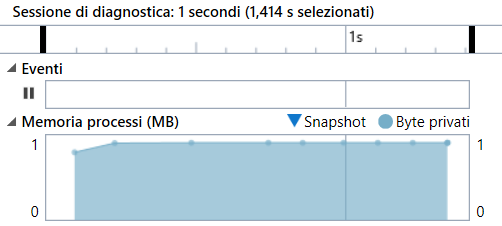 Sessione di diagnostica: 1 secondi (1,414 s selezionati)
1s
Eventi
Memoria processi (MB) Snapshot Byte privati
1 1
0 0